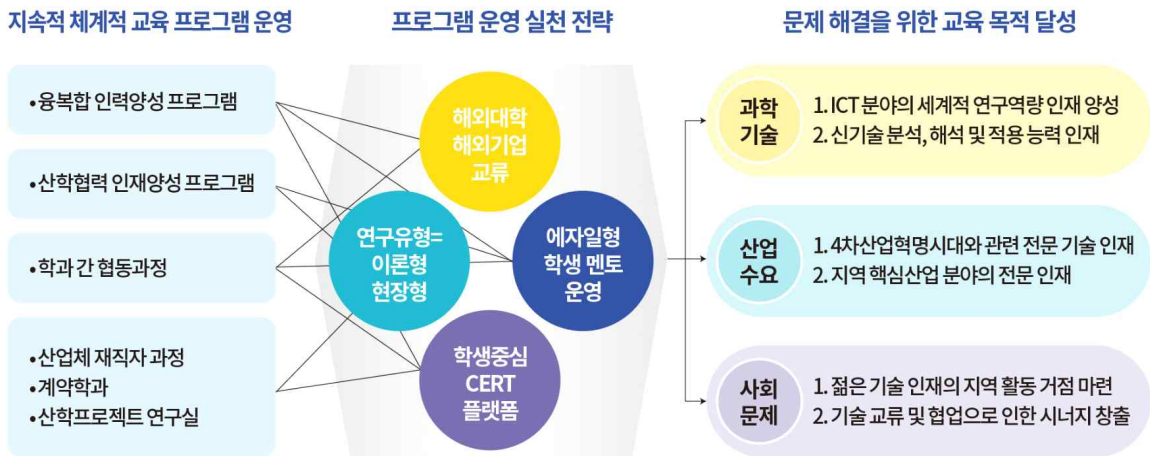 지속적 체계적 교육 프로그램 운영
• 융복합 인력양성 프로그램
• 산학협력 인재양성 프로그램
• 학과 간 협동과정
• 산업체 재직자 과정
• 계약학과
• 산학프로젝트 연구실
프로그램 운영 실천 전략
해외대학
해외기업
교류
연구유형=
이론형
현장형
에자일형
학생 멘토
운영
학생중심
CERT
플랫폼
문제 해결을 위한 교육 목적 달성
과학
기술
1. ICT 분야의 세계적 연구역량 인재 양성
2. 신기술 분석, 해석 및 적용 능력 인재
산업
수요
1. 4차산업혁명시대와 관련 전문 기술 인재
2. 지역 핵심산업 분야의 전문 인재
사회
문제
1. 젊은 기술 인재의 지역 활동 거점 마련
2. 기술 교류 및 협업으로 인한 시너지 창출